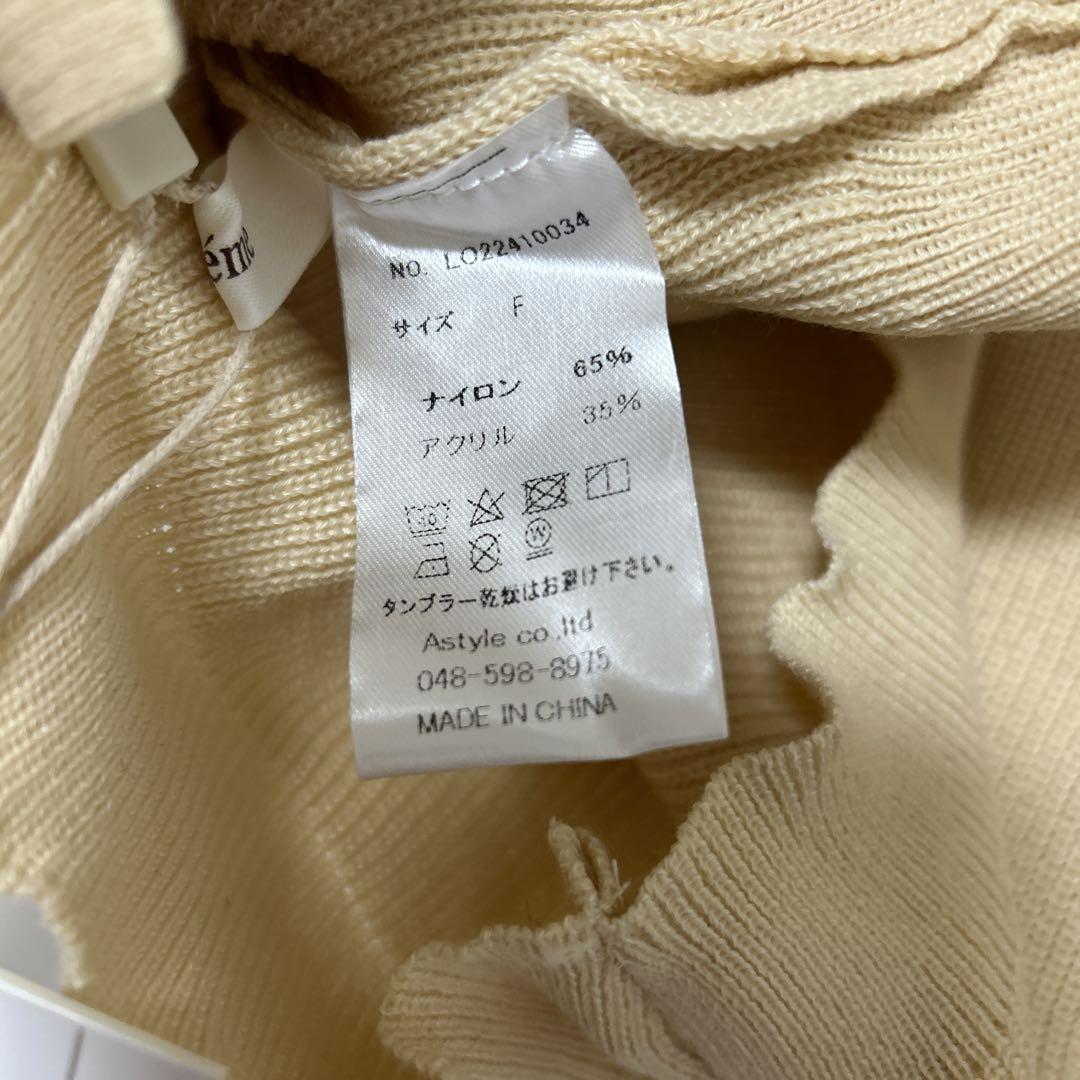 éme
NO. LO22410034
サイズ F
ナイロン 65%
アクリル 35%
30
W
タンブラー乾燥はお避け下さい。
Astyle co.,ltd
048-598-8975
MADE IN CHINA